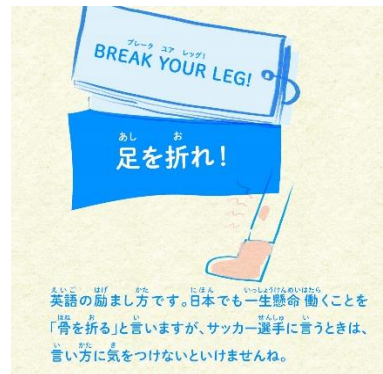 ブレーク ユア レッグ!
BREAK YOUR LEG!
あし お
足を折れ!
えいご はげ かた にほん いっしょうけんめいはたら
英語の励まし方です。日本でも一生懸命働くことを
ほね お い せんしゅ い
「骨を折る」と言いますが、サッカー選手に言うときは、
い かた き
言い方に気をつけないといけませんね。